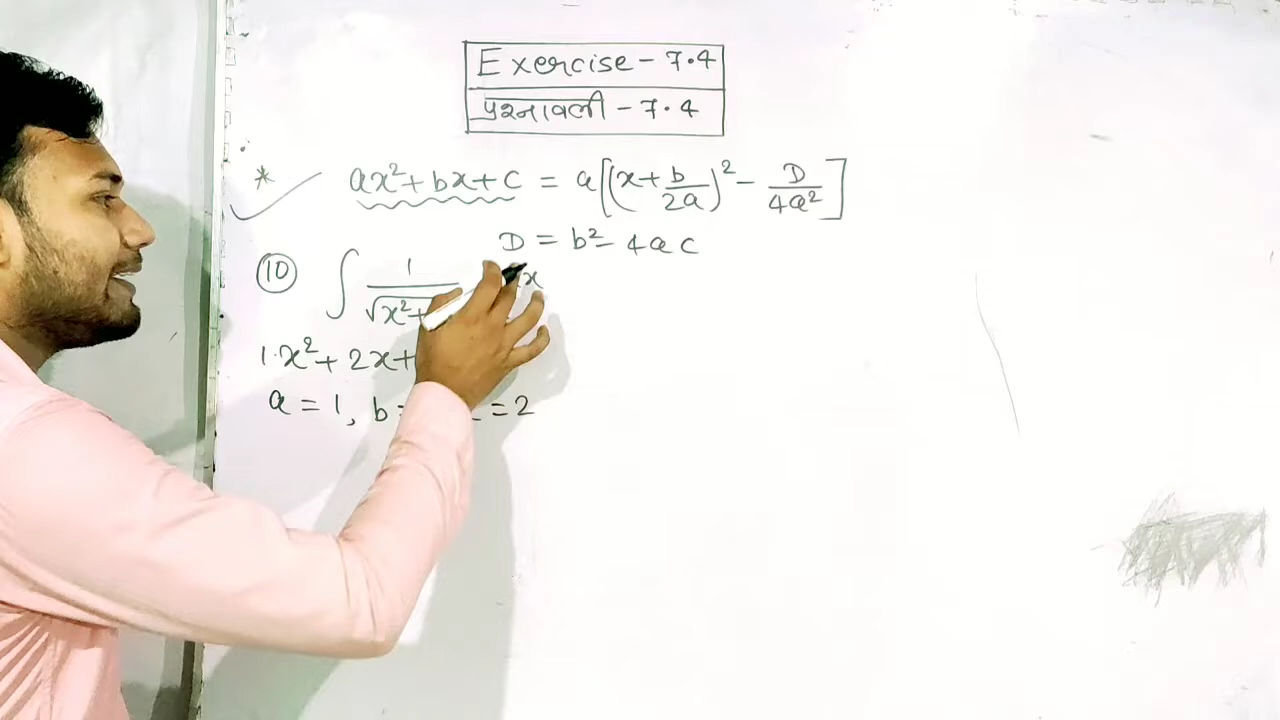 Exercise - 7.4
प्रश्नावली - 7.4
* ax²+bx+c = a[(x+b/2a)² - D/4a²]
D = b²-4ac
(10) ∫ 1/√x²+ x
1.x²+2x+
a = 1, b = =2